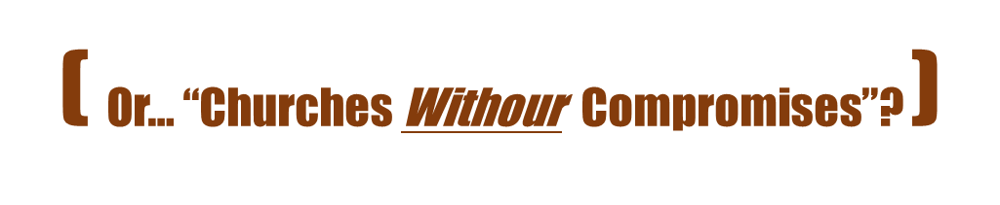 ( Or... “Churches Withour Compromises”? )